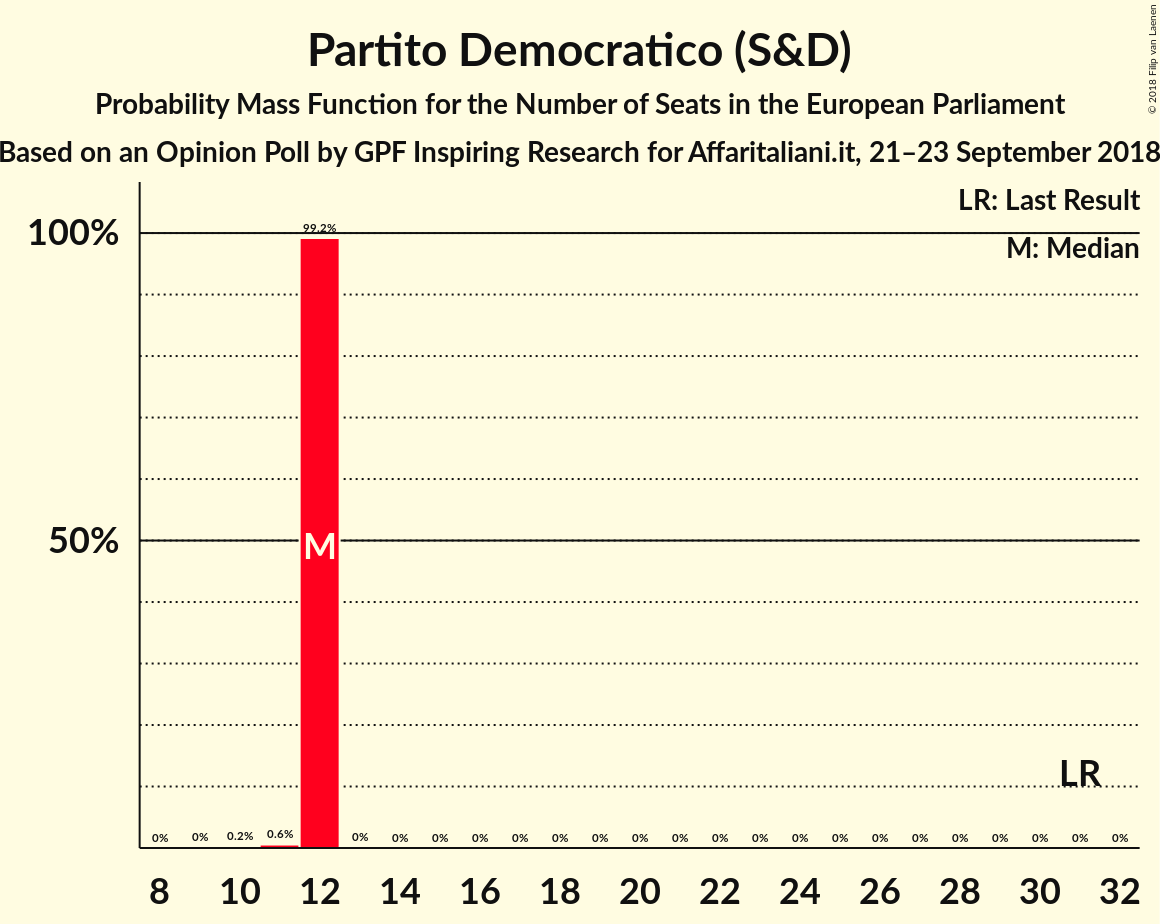 Partito Democratico (S&D)
Probability Mass Function for the Number of Seats in the European Parliament
Based on an Opinion Poll by GPF Inspiring Research for Affaritaliani.it, 21–23 September 2018
© 2018 Filip van Laenen
LR: Last Result
M: Median
100%
50%
99.2%
M
LR
0% 0% 0.2% 0.6% 0% 0% 0% 0% 0% 0% 0% 0% 0% 0% 0% 0% 0% 0% 0% 0% 0% 0% 0% 0%
8 10 12 14 16 18 20 22 24 26 28 30 32